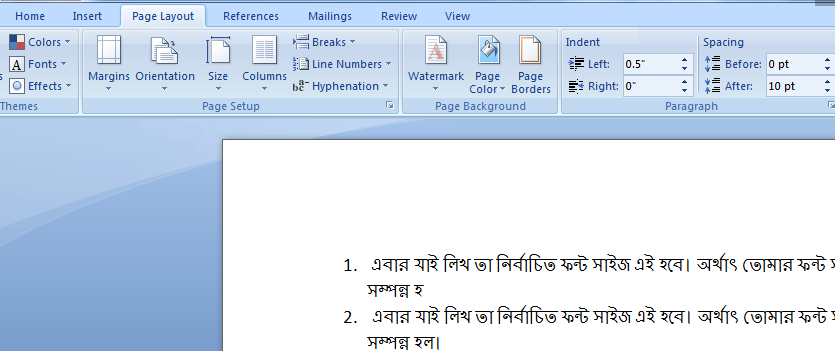 Home Insert Page Layout References Mailings Review View
Colors Breaks Indent Spacing
Fonts Margins Orientation Size Columns Line Numbers Watermark Page Color Page Borders Left: 0.5" Before: 0 pt
Effects Hyphenation Right: 0" After: 10 pt
Themes Page Setup Page Background Paragraph
1. এবার যাই লিখ তা নির্বাচিত ফন্ট সাইজ এই হবে। অর্থাৎ তোমার ফন্ট
সম্পন্ন হ
2. এবার যাই লিখ তা নির্বাচিত ফন্ট সাইজ এই হবে। অর্থাৎ তোমার ফন্ট
সম্পন্ন হল।